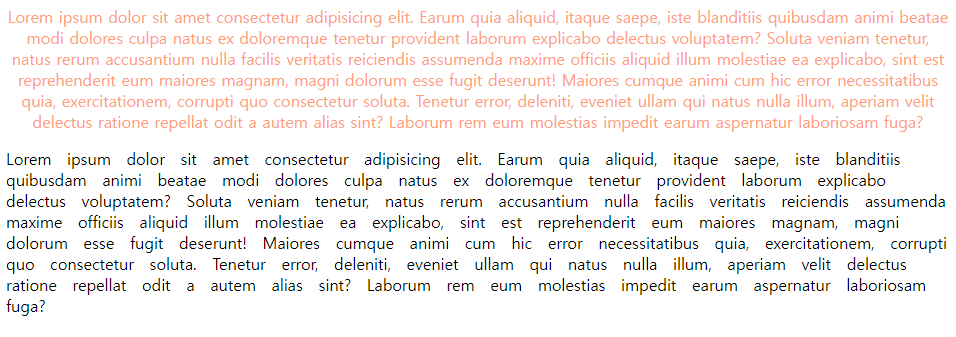 Lorem ipsum dolor sit amet consectetur adipisicing elit. Earum quia aliquid, itaque saepe, iste blanditiis quibusdam animi beatae
modi dolores culpa natus ex doloremque tenetur provident laborum explicabo delectus voluptatem? Soluta veniam tenetur,
natus rerum accusantium nulla facilis veritatis reiciendis assumenda maxime officiis aliquid illum molestiae ea explicabo, sint est
reprehenderit eum maiores magnam, magni dolorum esse fugit deserunt! Maiores cumque animi cum hic error necessitatibus
quia, exercitationem, corrupti quo consectetur soluta. Tenetur error, deleniti, eveniet ullam qui natus nulla illum, aperiam velit
delectus ratione repellat odit a autem alias sint? Laborum rem eum molestias impedit earum aspernatur laboriosam fuga?
Lorem ipsum dolor sit amet consectetur adipisicing elit. Earum quia aliquid, itaque saepe, iste blanditiis
quibusdam animi beatae modi dolores culpa natus ex doloremque tenetur provident laborum explicabo
delectus voluptatem? Soluta veniam tenetur, natus rerum accusantium nulla facilis veritatis reiciendis assumenda
maxime officiis aliquid illum molestiae ea explicabo, sint est reprehenderit eum maiores magnam, magni
dolorum esse fugit deserunt! Maiores cumque animi cum hic error necessitatibus quia, exercitationem, corrupti
quo consectetur soluta. Tenetur error, deleniti, eveniet ullam qui natus nulla illum, aperiam velit delectus
ratione repellat odit a autem alias sint? Laborum rem eum molestias impedit earum aspernatur laboriosam
fuga?